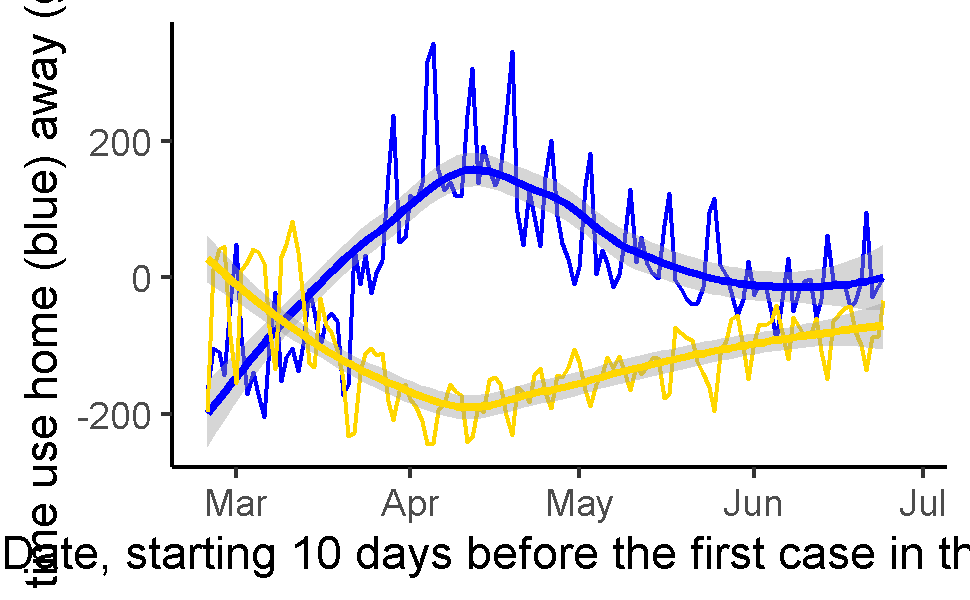 time use home (blue) away (
200
0
-200
Mar Apr May Jun Jul
Date, starting 10 days before the first case in th